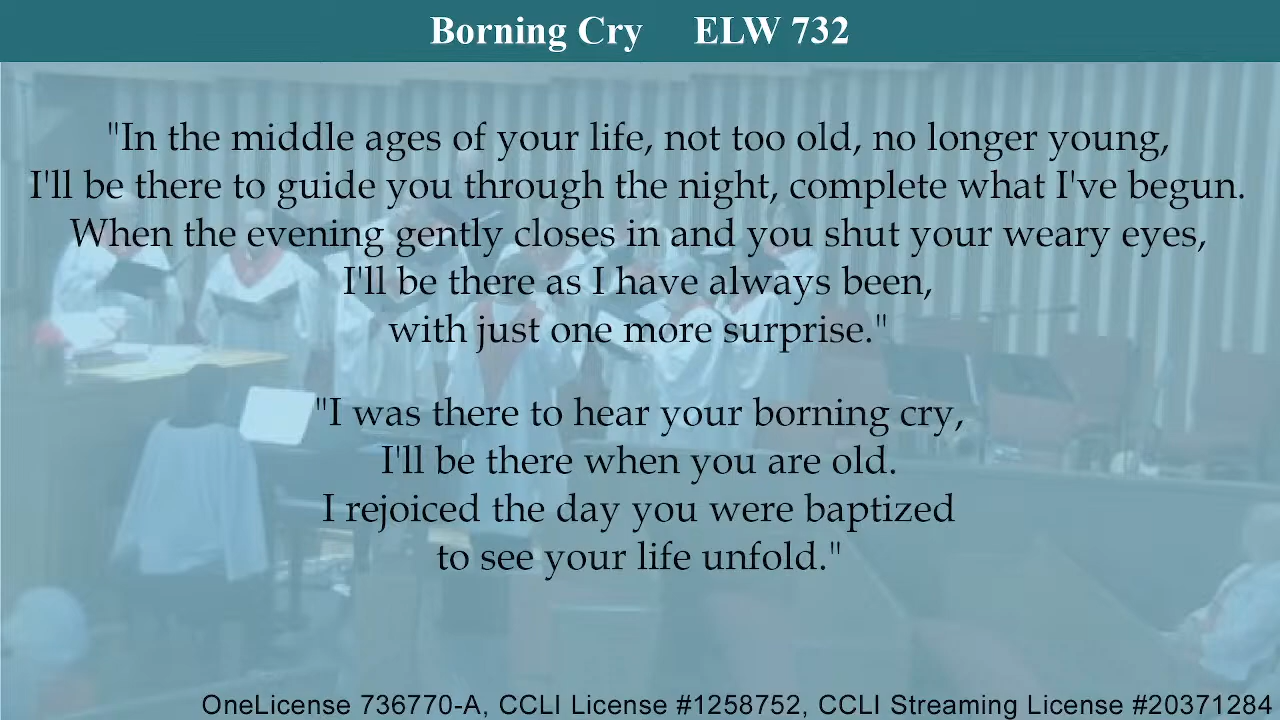 Borning Cry ELW 732
"In the middle ages of your life, not too old, no longer young,
I'll be there to guide you through the night, complete what I've begun.
When the evening gently closes in and you shut your weary eyes,
I'll be there as I have always been,
with just one more surprise."
"I was there to hear your borning cry,
I'll be there when you are old.
I rejoiced the day you were baptized
to see your life unfold."
OneLicense 736770-A, CCLI License #1258752, CCLI Streaming License #20371284